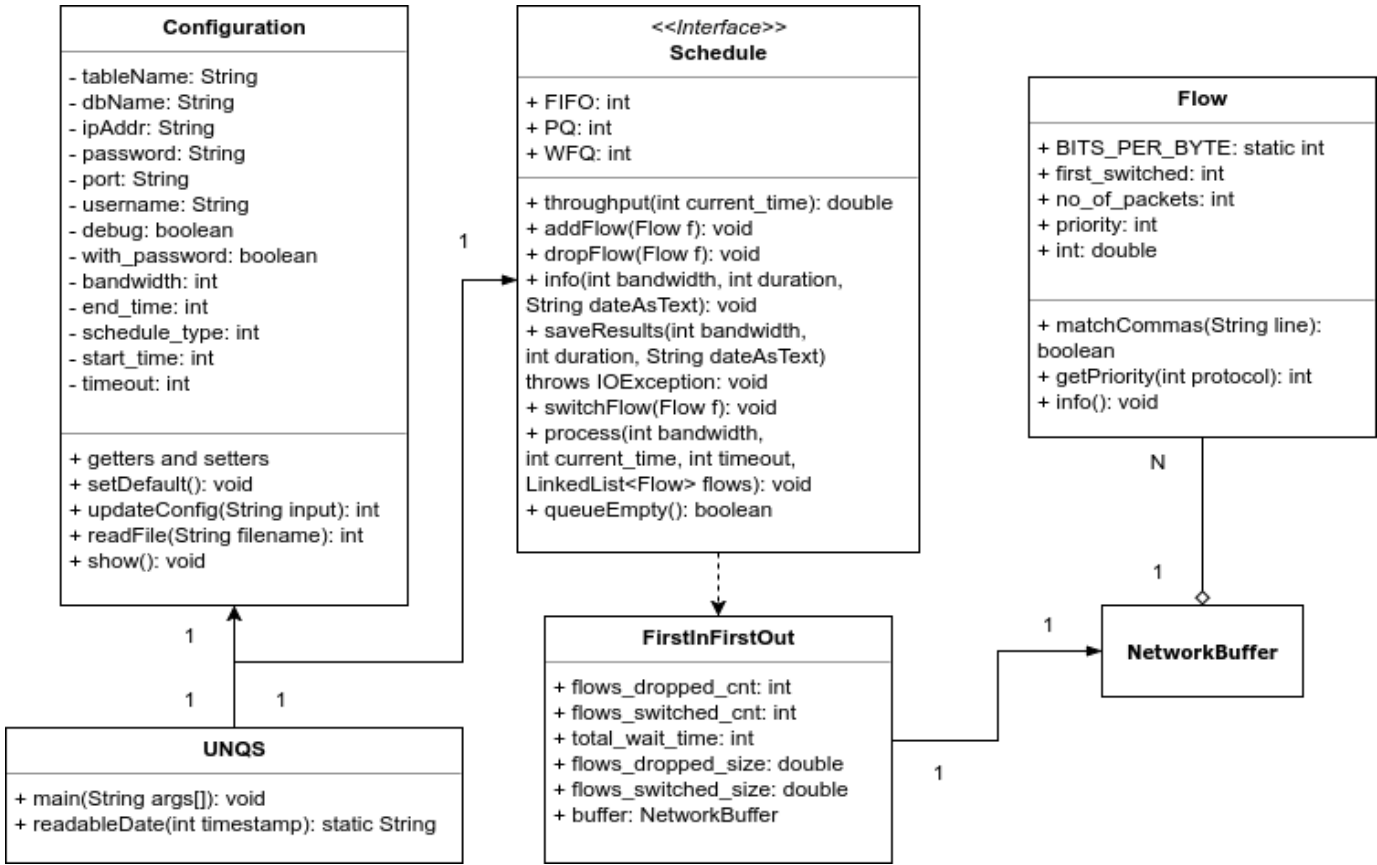 Configuration
- tableName: String
- dbName: String
- ipAddr: String
- password: String
- port: String
- username: String
- debug: boolean
- with_password: boolean
- bandwidth: int
- end_time: int
- schedule_type: int
- start_time: int
- timeout: int
+ getters and setters
+ setDefault(): void
+ updateConfig(String input): int
+ readFile(String filename): int
+ show(): void
<<Interface>>
Schedule
+ FIFO: int
+ PQ: int
+ WFQ: int
+ throughput(int current_time): double
+ addFlow(Flow f): void
+ dropFlow(Flow f): void
+ info(int bandwidth, int duration,
String dateAsText): void
+ saveResults(int bandwidth,
int duration, String dateAsText)
throws IOException: void
+ switchFlow(Flow f): void
+ process(int bandwidth,
int current_time, int timeout,
LinkedList<Flow> flows): void
+ queueEmpty(): boolean
Flow
+ BITS_PER_BYTE: static int
+ first_switched: int
+ no_of_packets: int
+ priority: int
+ int: double
+ matchCommas(String line):
boolean
+ getPriority(int protocol): int
+ info(): void
1
N
1
1
1
1
1
1
UNQS
+ main(String args[]): void
+ readableDate(int timestamp): static String
FirstInFirstOut
+ flows_dropped_cnt: int
+ flows_switched_cnt: int
+ total_wait_time: int
+ flows_dropped_size: double
+ flows_switched_size: double
+ buffer: NetworkBuffer
NetworkBuffer